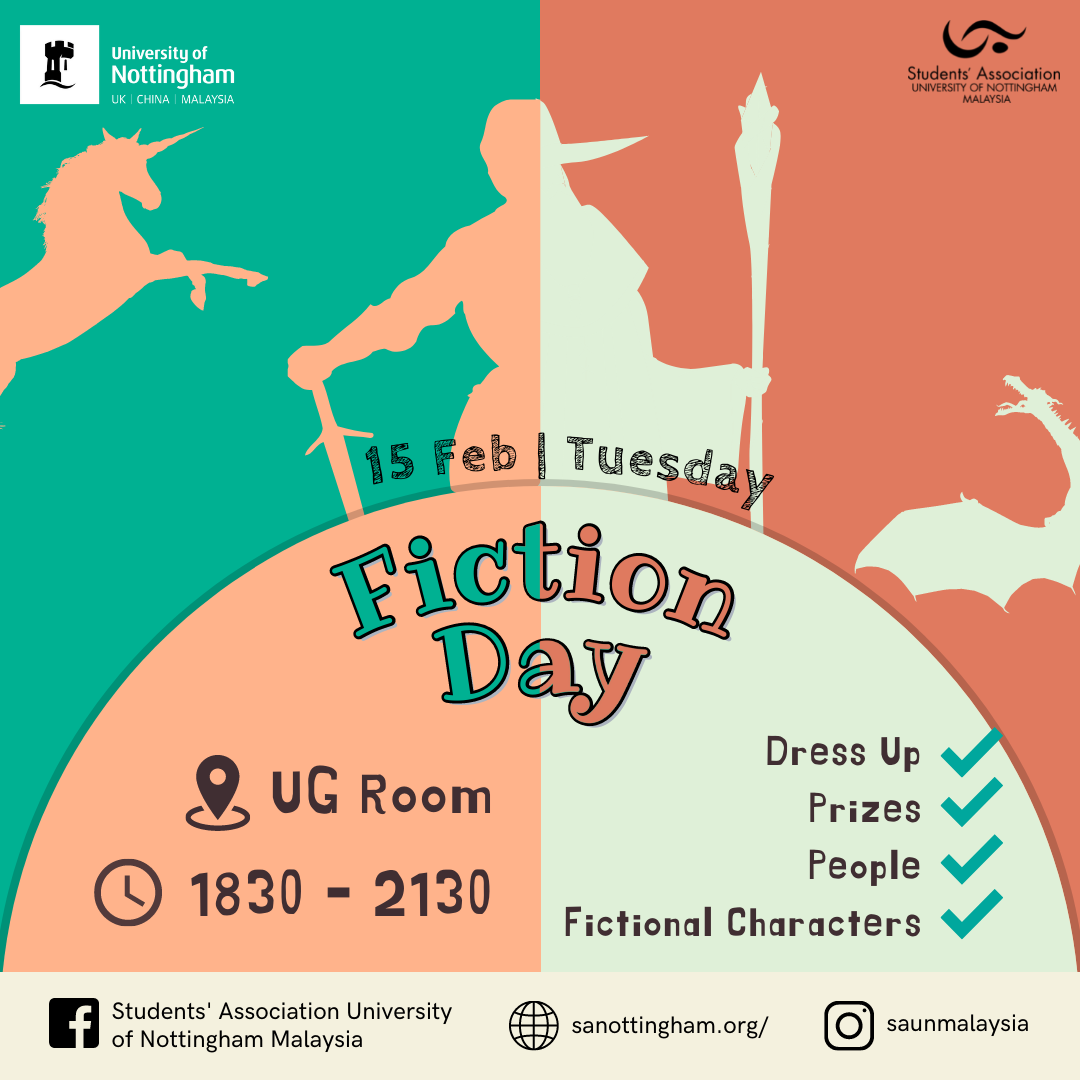 University of
Nottingham
UK | CHINA | MALAYSIA
Students' Association
UNIVERSITY OF NOTTINGHAM
MALAYSIA
15 Feb | Tuesday
Fiction
Day
UG Room
1830 - 2130
Dress Up
Prizes
People
Fictional Characters
Students' Association University
of Nottingham Malaysia
sanottingham.org/
saunmalaysia